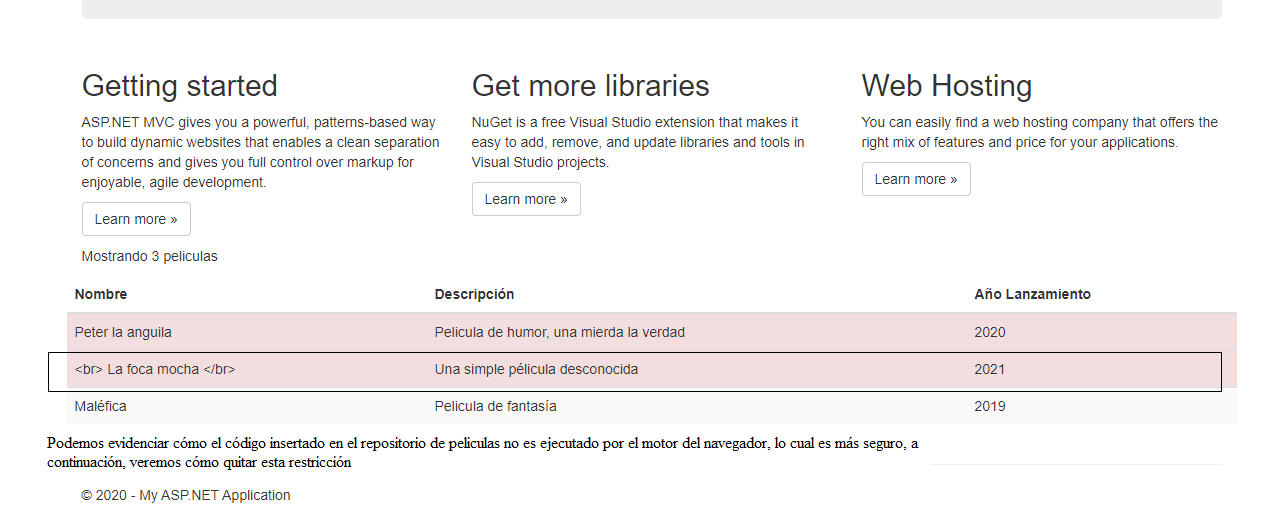 Getting started
ASP.NET MVC gives you a powerful, patterns-based way
to build dynamic websites that enables a clean separation
of concerns and gives you full control over markup for
enjoyable, agile development.
Learn more »
Get more libraries
NuGet is a free Visual Studio extension that makes it
easy to add, remove, and update libraries and tools in
Visual Studio projects.
Learn more »
Web Hosting
You can easily find a web hosting company that offers the
right mix of features and price for your applications.
Learn more »
Mostrando 3 peliculas
Nombre Descripción Año Lanzamiento
Peter la anguila Pelicula de humor, una mierda la verdad 2020
<br> La foca mocha </br> Una simple pélicula desconocida 2021
Maléfica Pelicula de fantasía 2019
Podemos evidenciar cómo el código insertado en el repositorio de peliculas no es ejecutado por el motor del navegador, lo cual es más seguro, a
continuación, veremos cómo quitar esta restricción
© 2020 - My ASP.NET Application